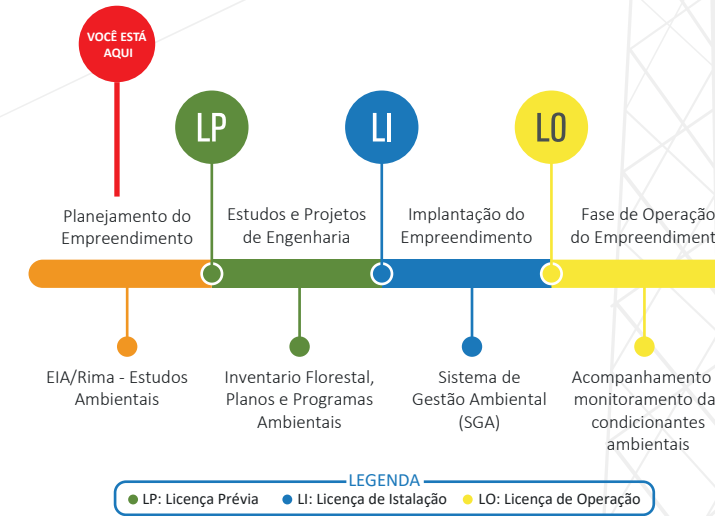 VOCÊ ESTÁ
AQUI
LP
LI
LO
Planejamento do
Empreendimento
Estudos e Projetos
de Engenharia
Implantação do
Empreendimento
Fase de Operação
do Empreendiment
EIA/Rima - Estudos
Ambientais
Inventario Florestal,
Planos e Programas
Ambientais
Sistema de
Gestão Ambiental
(SGA)
Acompanhamento
monitoramento da
condicionantes
ambientais
LEGENDA
LP: Licença Prévia
LI: Licença de Istalação
LO: Licença de Operação